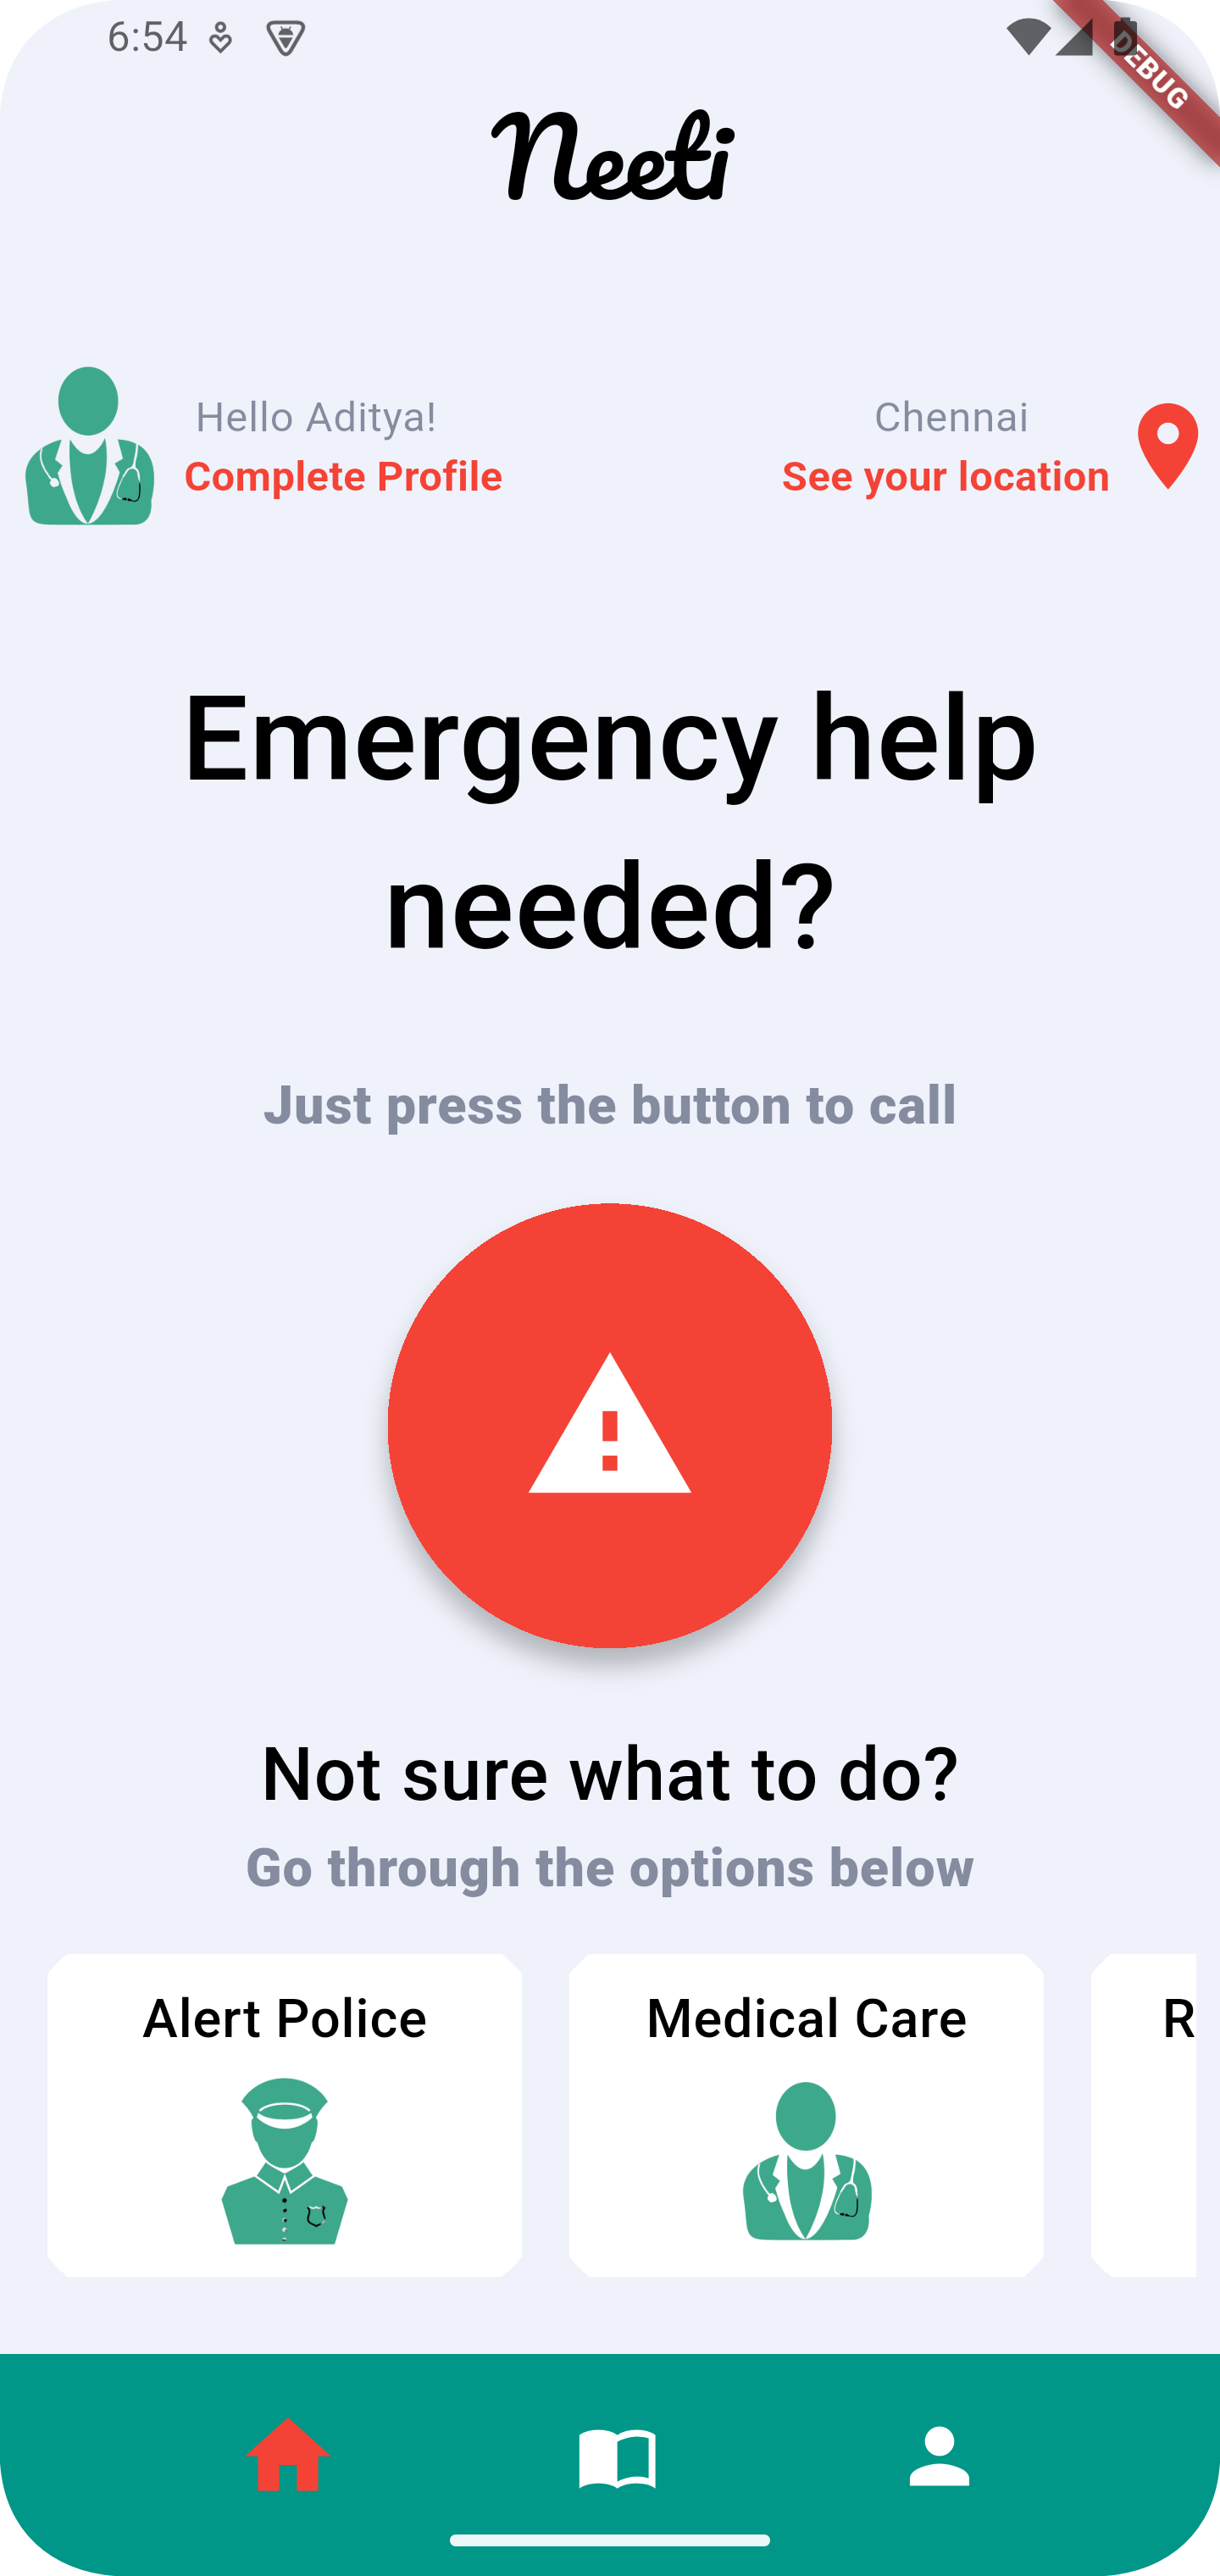 6:54
DEBUG
Neeti
Hello Aditya!
Complete Profile
Chennai
See your location
Emergency help
needed?
Just press the button to call
Not sure what to do?
Go through the options below
Alert Police
Medical Care
R